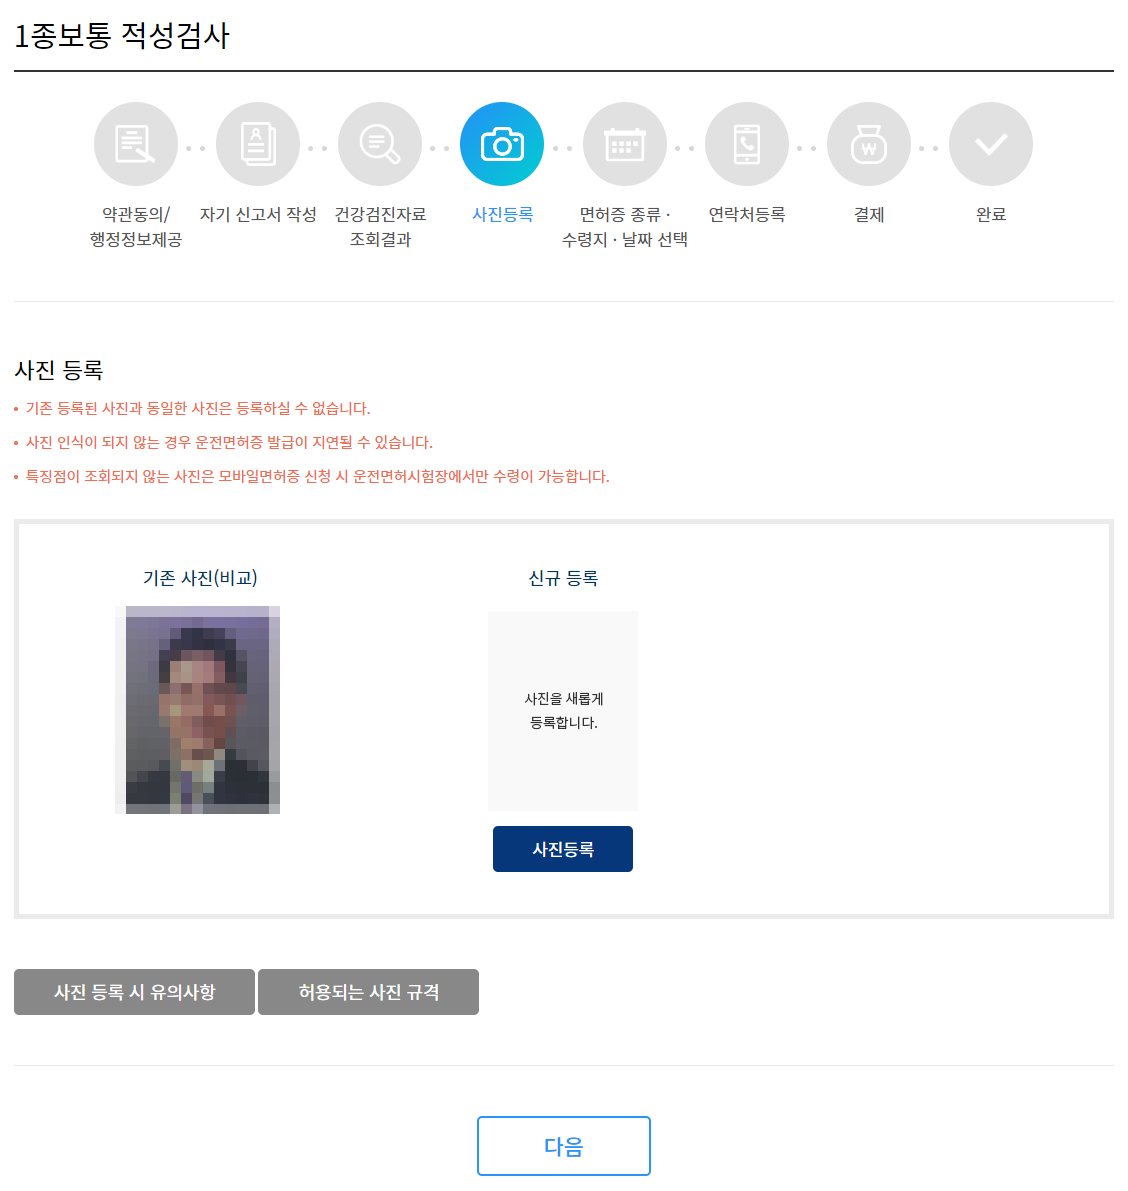 1종보통 적성검사
약관동의/
행정정보제공
자기 신고서 작성
건강검진자료
조회결과
사진등록
면허증 종류 ·
수령지 · 날짜 선택
연락처등록
결제
완료
사진 등록
• 기존 등록된 사진과 동일한 사진은 등록하실 수 없습니다.
• 사진 인식이 되지 않는 경우 운전면허증 발급이 지연될 수 있습니다.
• 특징점이 조회되지 않는 사진은 모바일면허증 신청 시 운전면허시험장에서만 수령이 가능합니다.
기존 사진(비교)
신규 등록
사진을 새롭게
등록합니다.
사진등록
사진 등록 시 유의사항
허용되는 사진 규격
다음